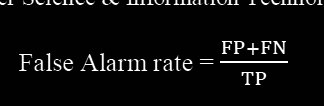 False Alarm rate = FP+FN / TP